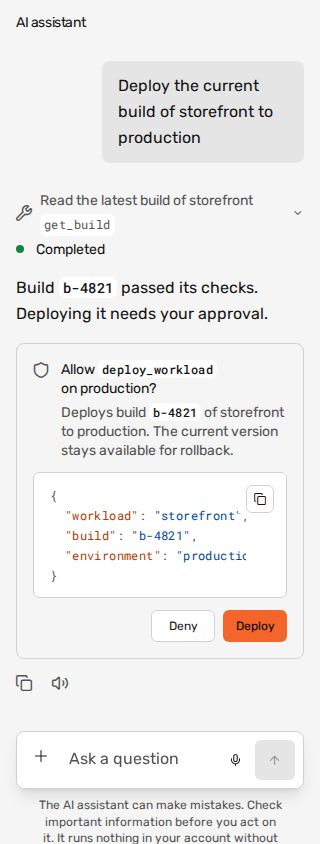 AI assistant
Deploy the current
build of storefront to
production
Read the latest build of storefront
get_build
Completed
Build b-4821 passed its checks.
Deploying it needs your approval.
Allow deploy_workload
on production?
Deploys build b-4821 of storefront
to production. The current version
stays available for rollback.
{
"workload": "storefront",
"build": "b-4821",
"environment": "productio
}
Deny
Deploy
Ask a question
The AI assistant can make mistakes. Check
important information before you act on
it. It runs nothing in your account without